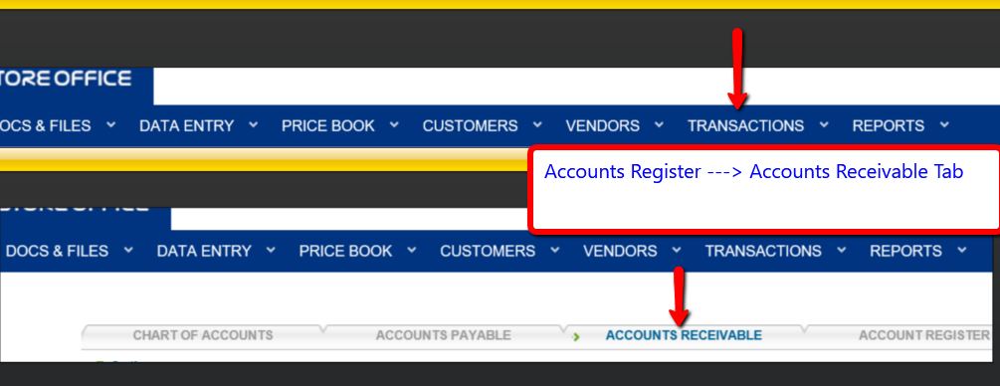 TORE OFFICE
OCS & FILES DATA ENTRY PRICE BOOK CUSTOMERS VENDORS TRANSACTIONS REPORTS
Accounts Register ---> Accounts Receivable Tab
DOCS & FILES DATA ENTRY PRICE BOOK CUSTOMERS VENDORS TRANSACTIONS REPORTS
CHART OF ACCOUNTS ACCOUNTS PAYABLE ACCOUNTS RECEIVABLE ACCOUNT REGISTER